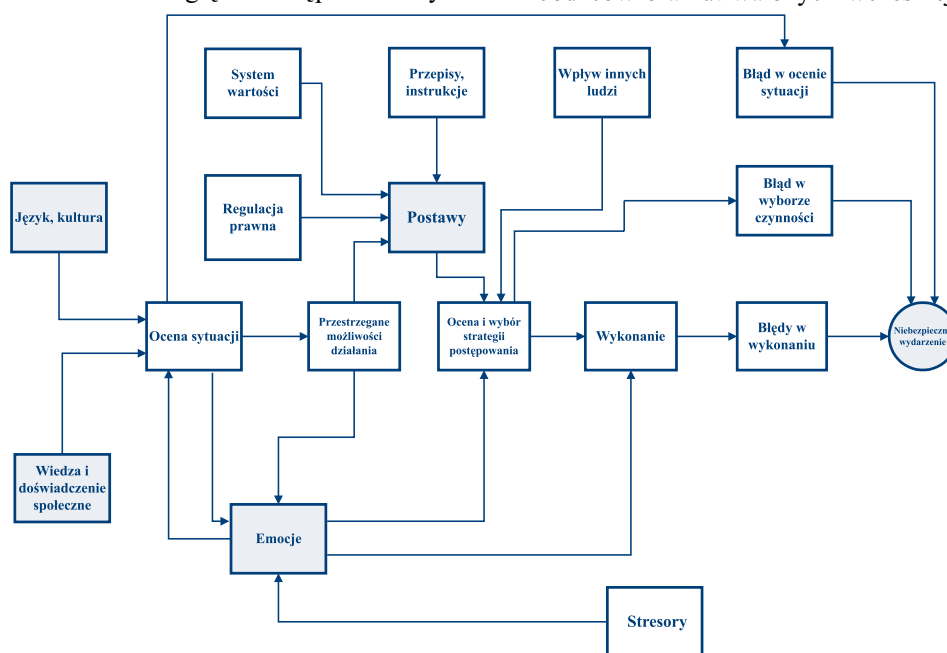 System
wartości
Przepisy,
instrukcje
Wpływ innych
ludzi
Błąd w ocenie
sytuacji
Język, kultura
Regulacja
prawna
Postawy
Błąd w
wyborze
czynności
Ocena sytuacji
Przestrzegane
możliwości
działania
Ocena i wybór
strategii
postępowania
Wykonanie
Błędy w
wykonaniu
wydarzenie
Wiedza i
doświadczenie
społeczne
Emocje
Stresory